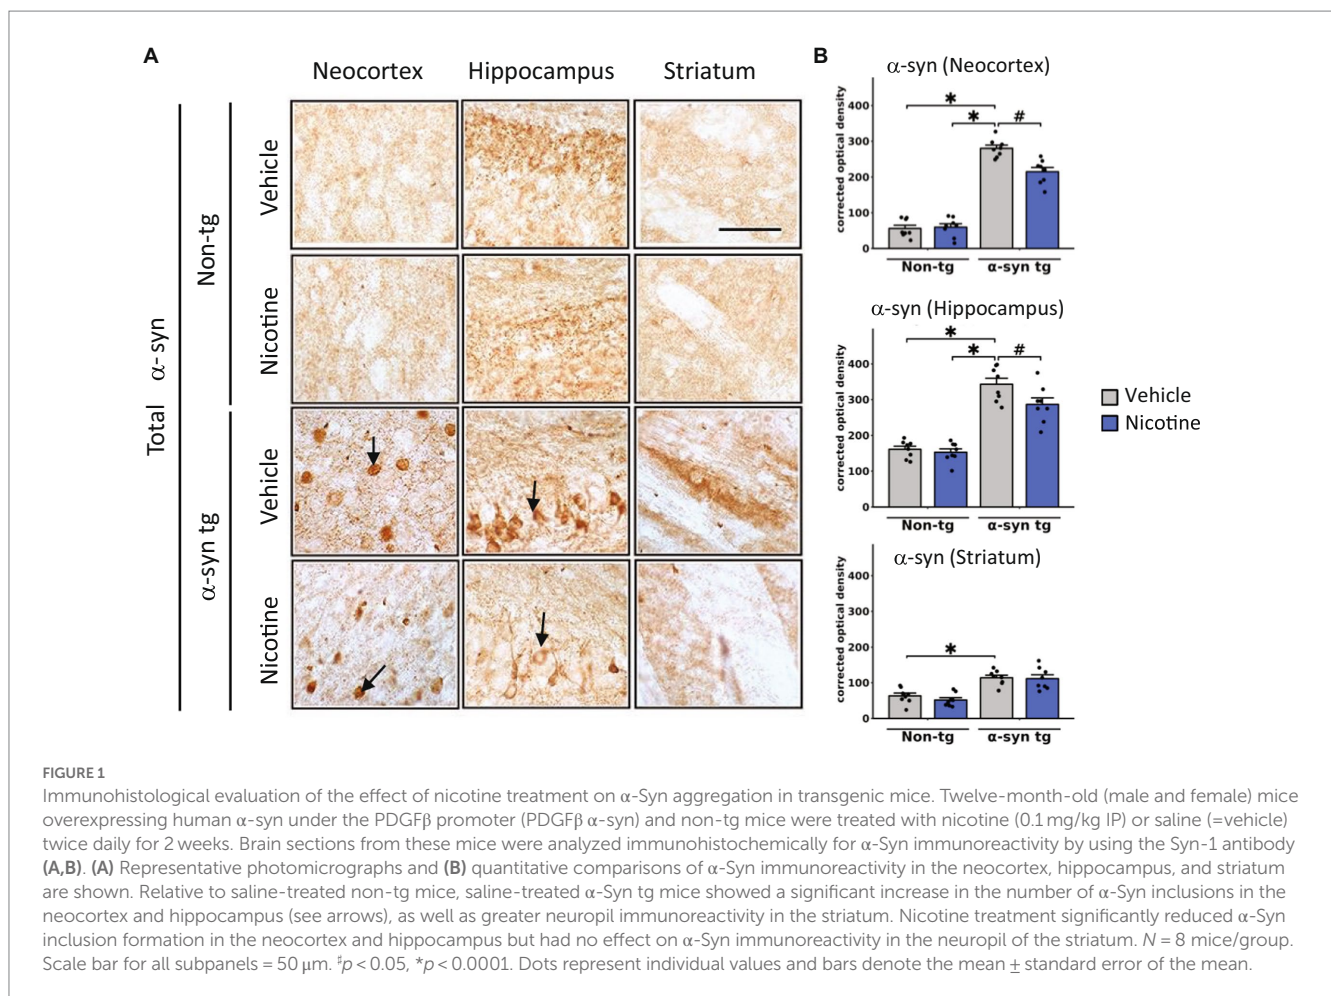 A
Neocortex
Hippocampus
Striatum
Total α- syn
Non-tg
α-syn tg
Vehicle
Nicotine
Vehicle
Nicotine
B
α-syn (Neocortex)
corrected optical density
400
300
200
100
0
*
*
#
Non-tg
α-syn tg
α-syn (Hippocampus)
corrected optical density
400
300
200
100
0
*
*
#
Non-tg
α-syn tg
Vehicle
Nicotine
α-syn (Striatum)
corrected optical density
400
300
200
100
0
*
Non-tg
α-syn tg
FIGURE 1
Immunohistological evaluation of the effect of nicotine treatment on α-Syn aggregation in transgenic mice. Twelve-month-old (male and female) mice
overexpressing human α-syn under the PDGFβ promoter (PDGFβ α-syn) and non-tg mice were treated with nicotine (0.1 mg/kg IP) or saline (=vehicle)
twice daily for 2 weeks. Brain sections from these mice were analyzed immunohistochemically for α-Syn immunoreactivity by using the Syn-1 antibody
(A,B). (A) Representative photomicrographs and (B) quantitative comparisons of α-Syn immunoreactivity in the neocortex, hippocampus, and striatum
are shown. Relative to saline-treated non-tg mice, saline-treated α-Syn tg mice showed a significant increase in the number of α-Syn inclusions in the
neocortex and hippocampus (see arrows), as well as greater neuropil immunoreactivity in the striatum. Nicotine treatment significantly reduced α-Syn
inclusion formation in the neocortex and hippocampus but had no effect on α-Syn immunoreactivity in the neuropil of the striatum. N = 8 mice/group.
Scale bar for all subpanels = 50 μm. ♯p < 0.05, *p < 0.0001. Dots represent individual values and bars denote the mean ± standard error of the mean.